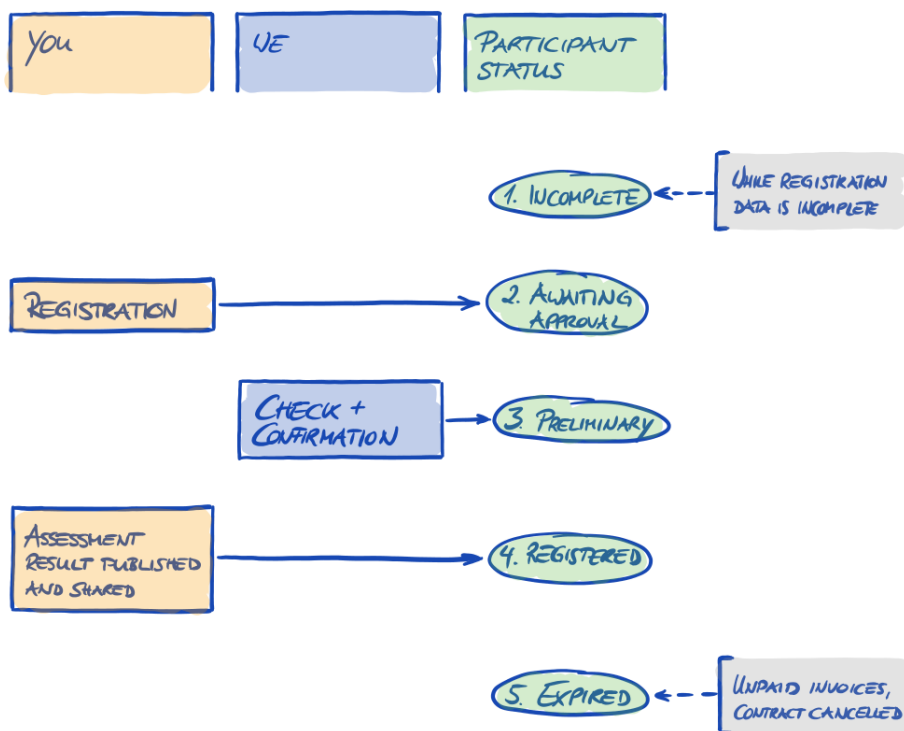 YOU
WE
PARTICIPANT
STATUS
1. INCOMPLETE
WHILE REGISTRATION
DATA IS INCOMPLETE
REGISTRATION
2. AWAITING
APPROVAL
CHECK +
CONFIRMATION
3. PRELIMINARY
ASSESSMENT
RESULT PUBLISHED
AND SHARED
4. REGISTERED
5. EXPIRED
UNPAID INVOICES,
CONTRACT CANCELLED